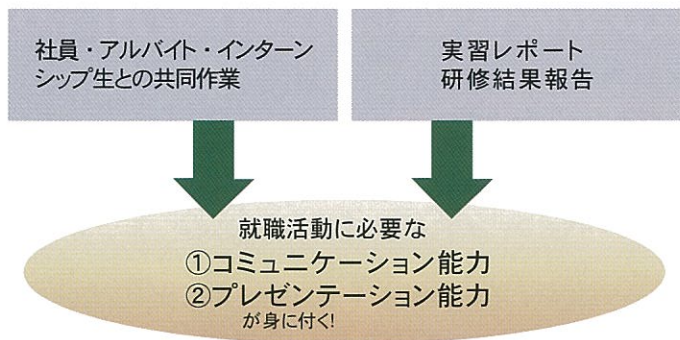 社員・アルバイト・インターン
シップ生との共同作業
実習レポート
研修結果報告
就職活動に必要な
①コミュニケーション能力
②プレゼンテーション能力
が身に付く!